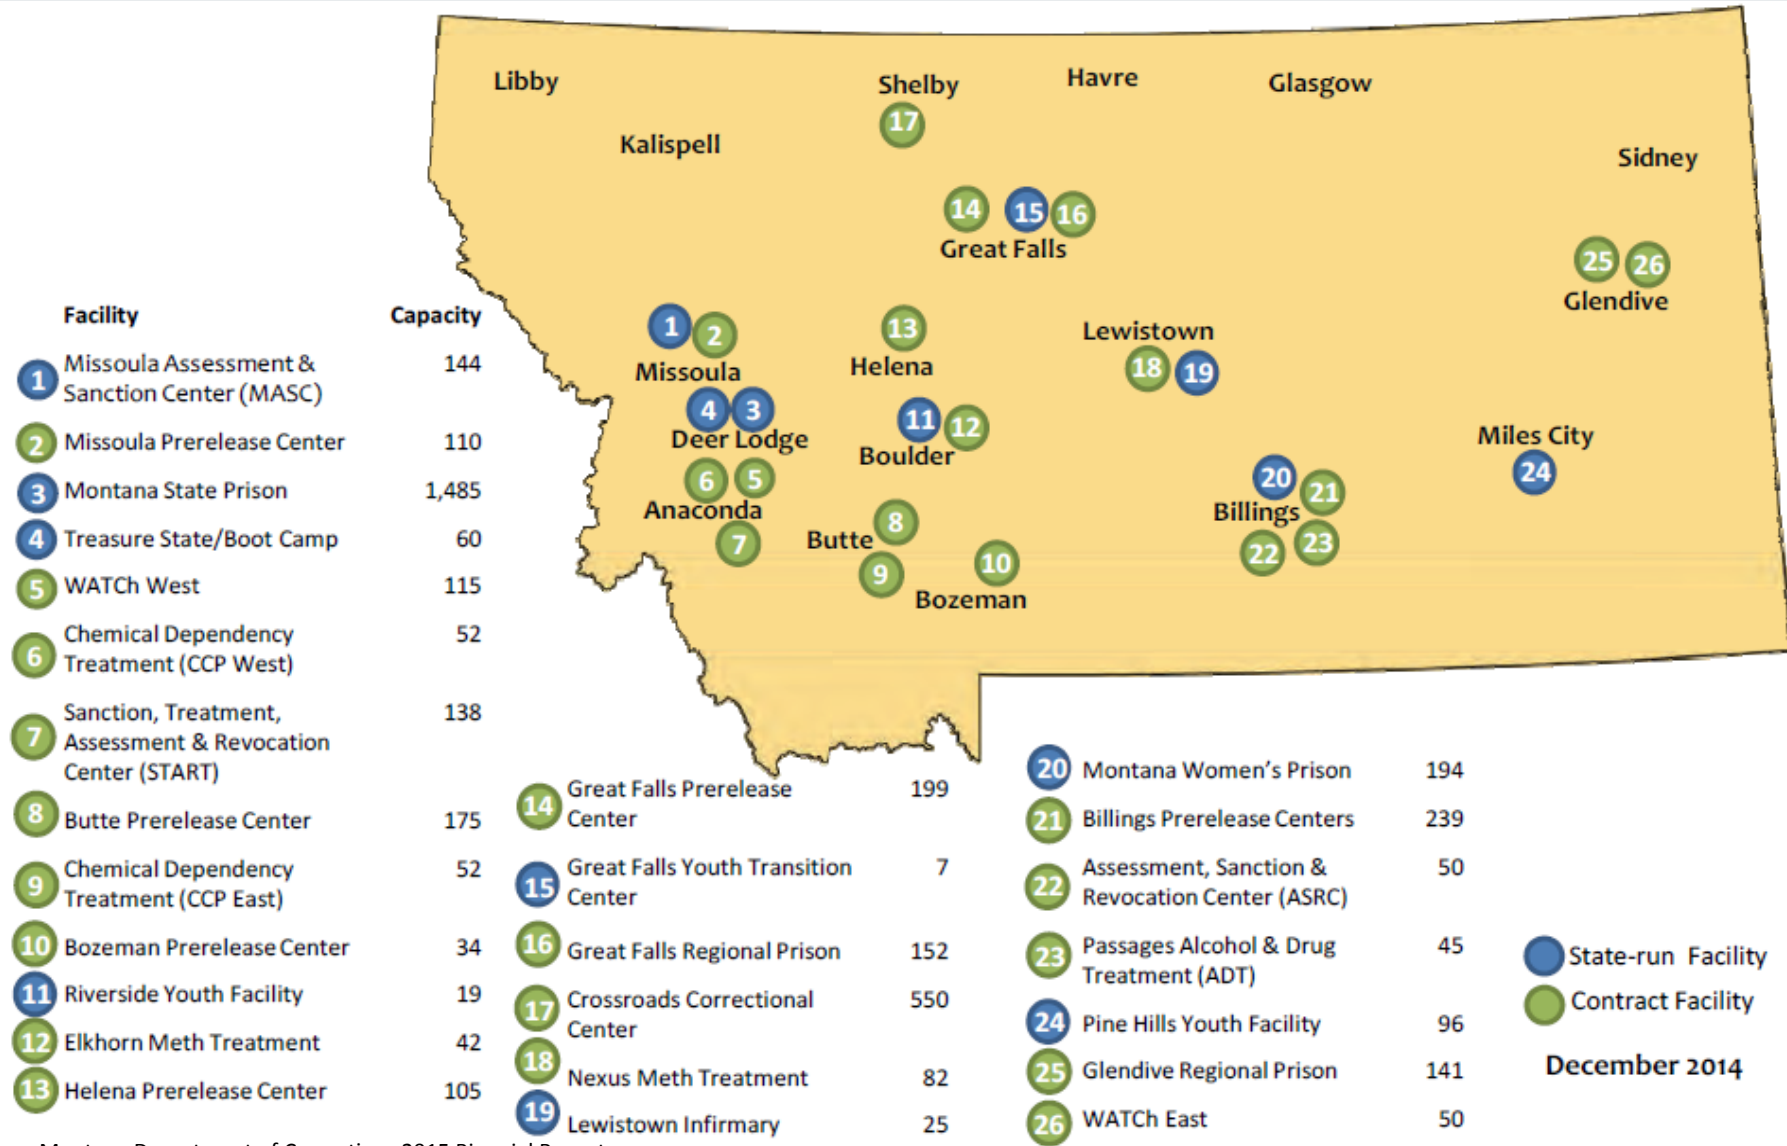 Libby
Shelby
Havre
Glasgow
17
Kalispell
Sidney
14
15
16
Great Falls
25
26
Glendive
1
2
Missoula
13
Helena
Lewistown
18
19
4
3
Deer Lodge
11
12
Boulder
Miles City
24
6
5
Anaconda
7
20
21
Billings
22
23
Butte
8
9
10
Bozeman
Facility Capacity
1 Missoula Assessment & 144
Sanction Center (MASC)
2 Missoula Prerelease Center 110
3 Montana State Prison 1,485
4 Treasure State/Boot Camp 60
5 WATCh West 115
6 Chemical Dependency 52
Treatment (CCP West)
7 Sanction, Treatment, 138
Assessment & Revocation
Center (START)
8 Butte Prerelease Center 175
9 Chemical Dependency 52
Treatment (CCP East)
10 Bozeman Prerelease Center 34
11 Riverside Youth Facility 19
12 Elkhorn Meth Treatment 42
13 Helena Prerelease Center 105
14 Great Falls Prerelease 199
Center
15 Great Falls Youth Transition 7
Center
16 Great Falls Regional Prison 152
17 Crossroads Correctional 550
Center
18 Nexus Meth Treatment 82
19 Lewistown Infirmary 25
20 Montana Women's Prison 194
21 Billings Prerelease Centers 239
22 Assessment, Sanction & 50
Revocation Center (ASRC)
23 Passages Alcohol & Drug 45
Treatment (ADT)
24 Pine Hills Youth Facility 96
25 Glendive Regional Prison 141
26 WATCh East 50
State-run Facility
Contract Facility
December 2014